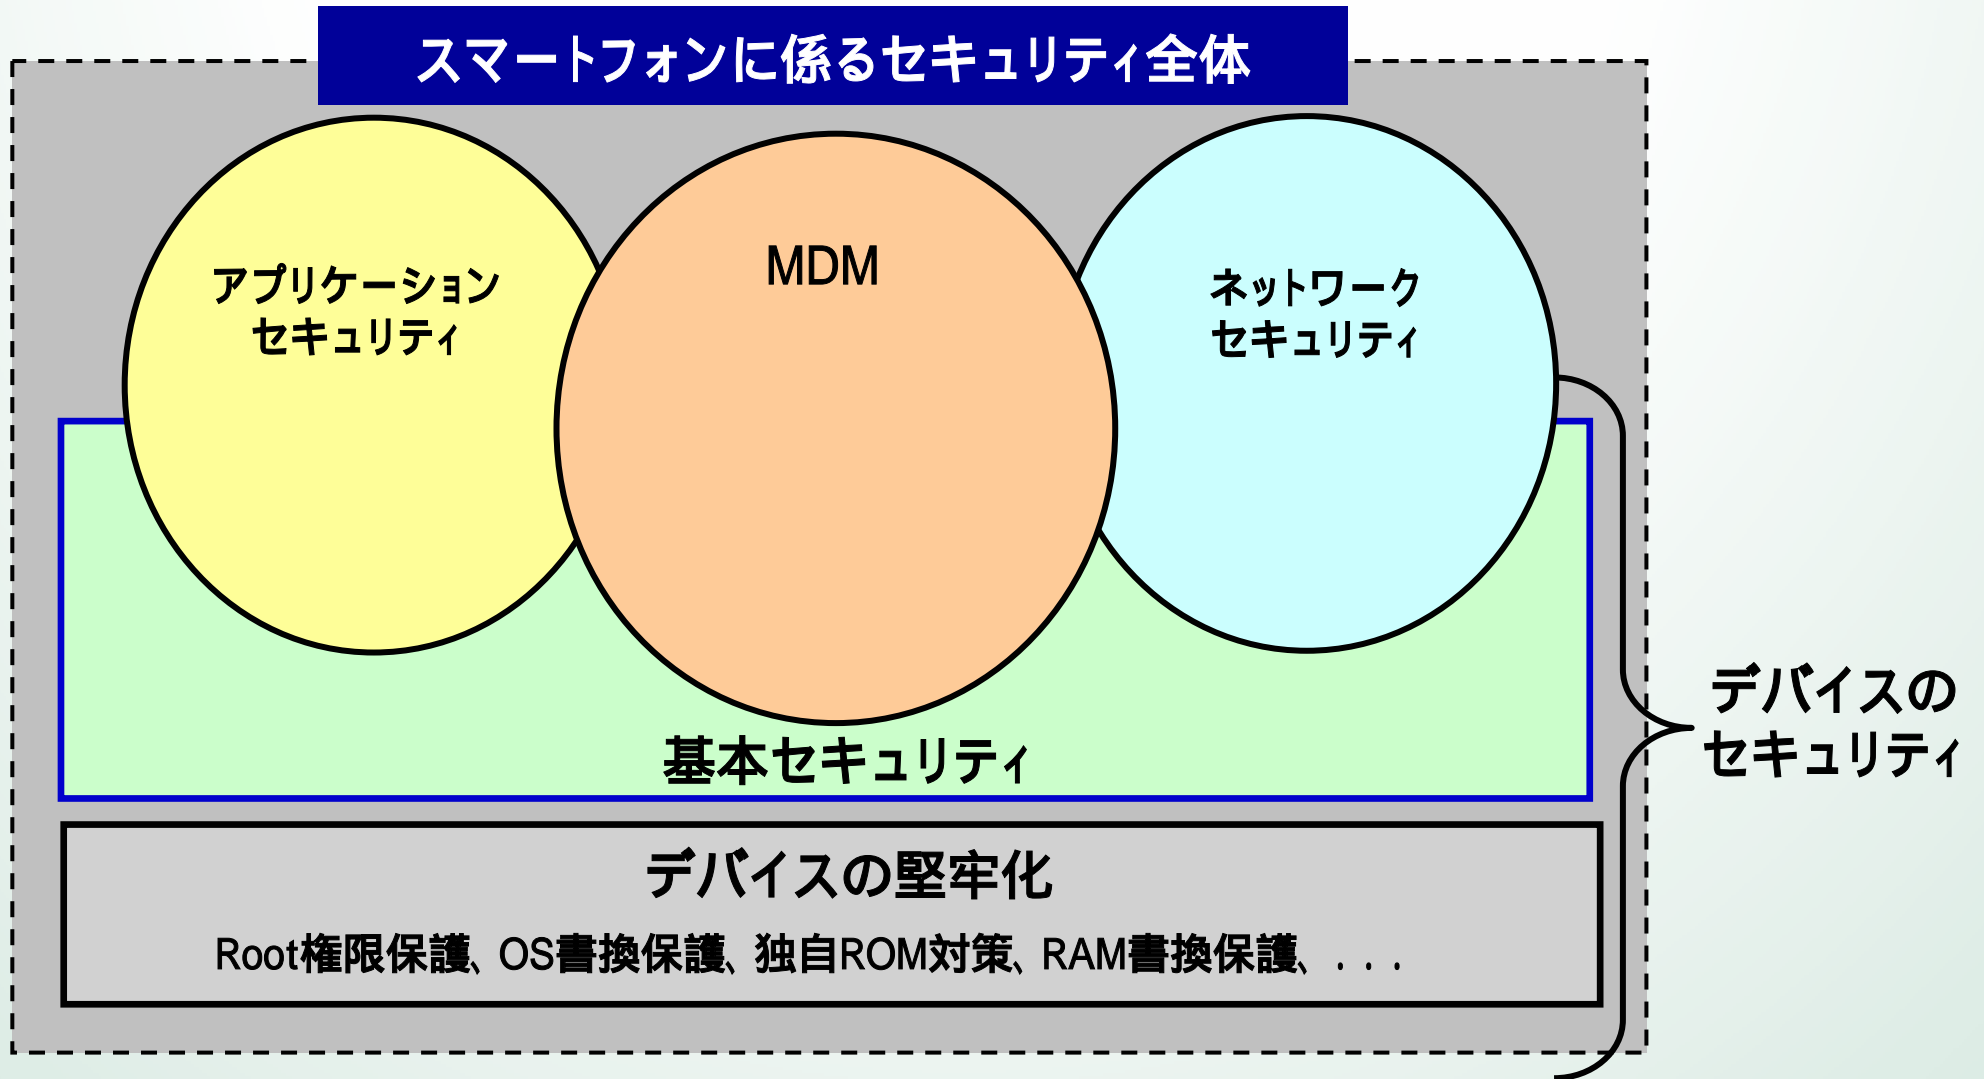 スマートフォンに係るセキュリティ全体
アプリケーション
セキュリティ
MDM
ネットワーク
セキュリティ
基本セキュリティ
デバイスの
セキュリティ
デバイスの堅牢化
Root権限保護、OS書換保護、独自ROM対策、RAM書換保護、...